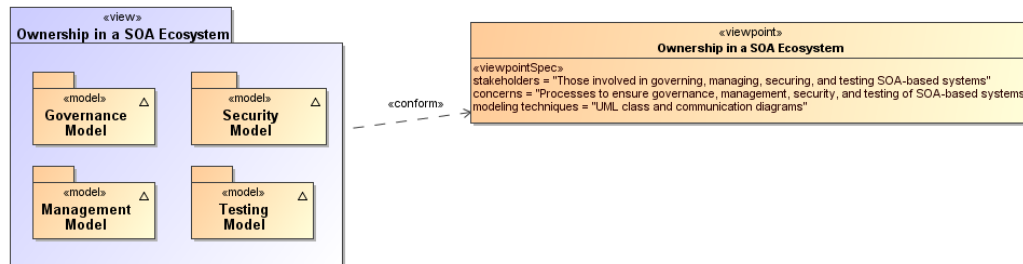 «view»
Ownership in a SOA Ecosystem
«model»
Governance
Model
«model»
Security
Model
«model»
Management
Model
«model»
Testing
Model
«conform»
«viewpoint»
Ownership in a SOA Ecosystem
«viewpointSpec»
stakeholders = "Those involved in governing, managing, securing, and testing SOA-based systems"
concerns = "Processes to ensure governance, management, security, and testing of SOA-based systems
modeling techniques = "UML class and communication diagrams"